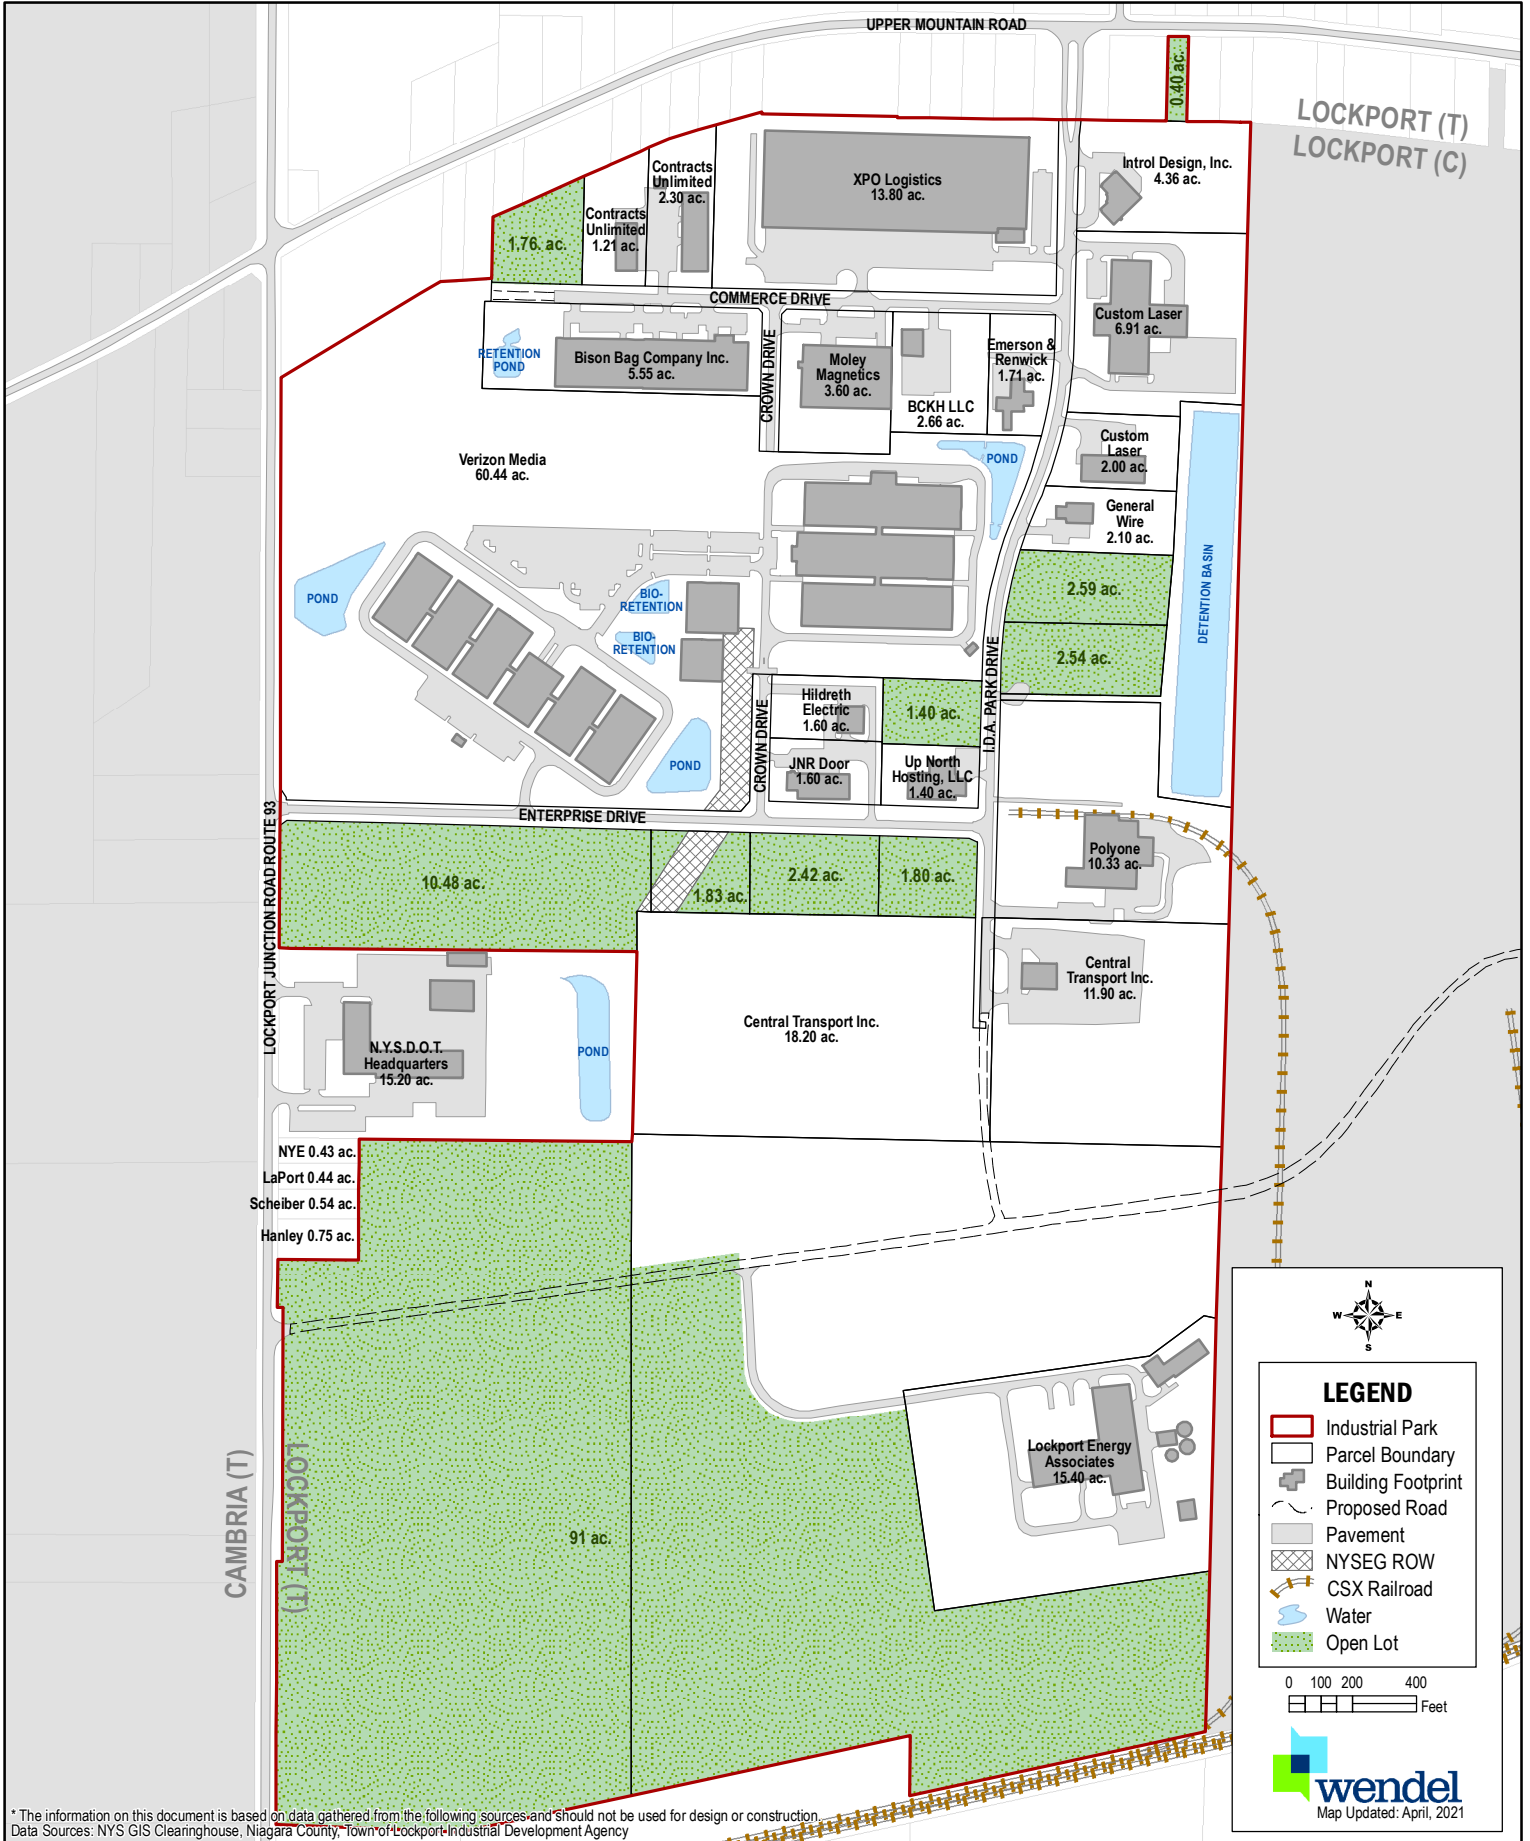 UPPER MOUNTAIN ROAD
0.40 ac.
LOCKPORT (T)
LOCKPORT (C)
Introl Design, Inc.
4.36 ac.
XPO Logistics
13.80 ac.
Contracts
Unlimited
2.30 ac.
Contracts
Unlimited
1.21 ac.
1.76. ac.
COMMERCE DRIVE
CROWN DRIVE
RETENTION
POND
Bison Bag Company Inc.
5.55 ac.
Moley
Magnetics
3.60 ac.
BCKH LLC
2.66 ac.
Emerson &
Renwick
1.71 ac.
Custom Laser
6.91 ac.
Custom
Laser
2.00 ac.
General
Wire
2.10 ac.
DETENTION BASIN
POND
Verizon Media
60.44 ac.
POND
BIO-
RETENTION
BIO-
RETENTION
POND
2.59 ac.
2.54 ac.
I.D.A. PARK DRIVE
Hildreth
Electric
1.60 ac.
1.40 ac.
CROWN DRIVE
JNR Door
1.60 ac.
Up North
Hosting, LLC
1.40 ac.
ENTERPRISE DRIVE
LOCKPORT JUNCTION ROAD ROUTE 93
10.48 ac.
1.83 ac.
2.42 ac.
1.80 ac.
Polyone
10.33 ac.
Central
Transport Inc.
11.90 ac.
Central Transport Inc.
18.20 ac.
N.Y.S.D.O.T.
Headquarters
15.20 ac.
POND
NYE 0.43 ac.
LaPort 0.44 ac.
Scheiber 0.54 ac.
Hanley 0.75 ac.
CAMBRIA (T)
LOCKPORT (T)
91 ac.
Lockport Energy
Associates
15.40 ac.
N
W E
S
LEGEND
Industrial Park
Parcel Boundary
Building Footprint
Proposed Road
Pavement
NYSEG ROW
CSX Railroad
Water
Open Lot
0 100 200 400
Feet
wendel
Map Updated: April, 2021
* The information on this document is based on data gathered from the following sources and should not be used for design or construction.
Data Sources: NYS GIS Clearinghouse, Niagara County, Town of Lockport Industrial Development Agency